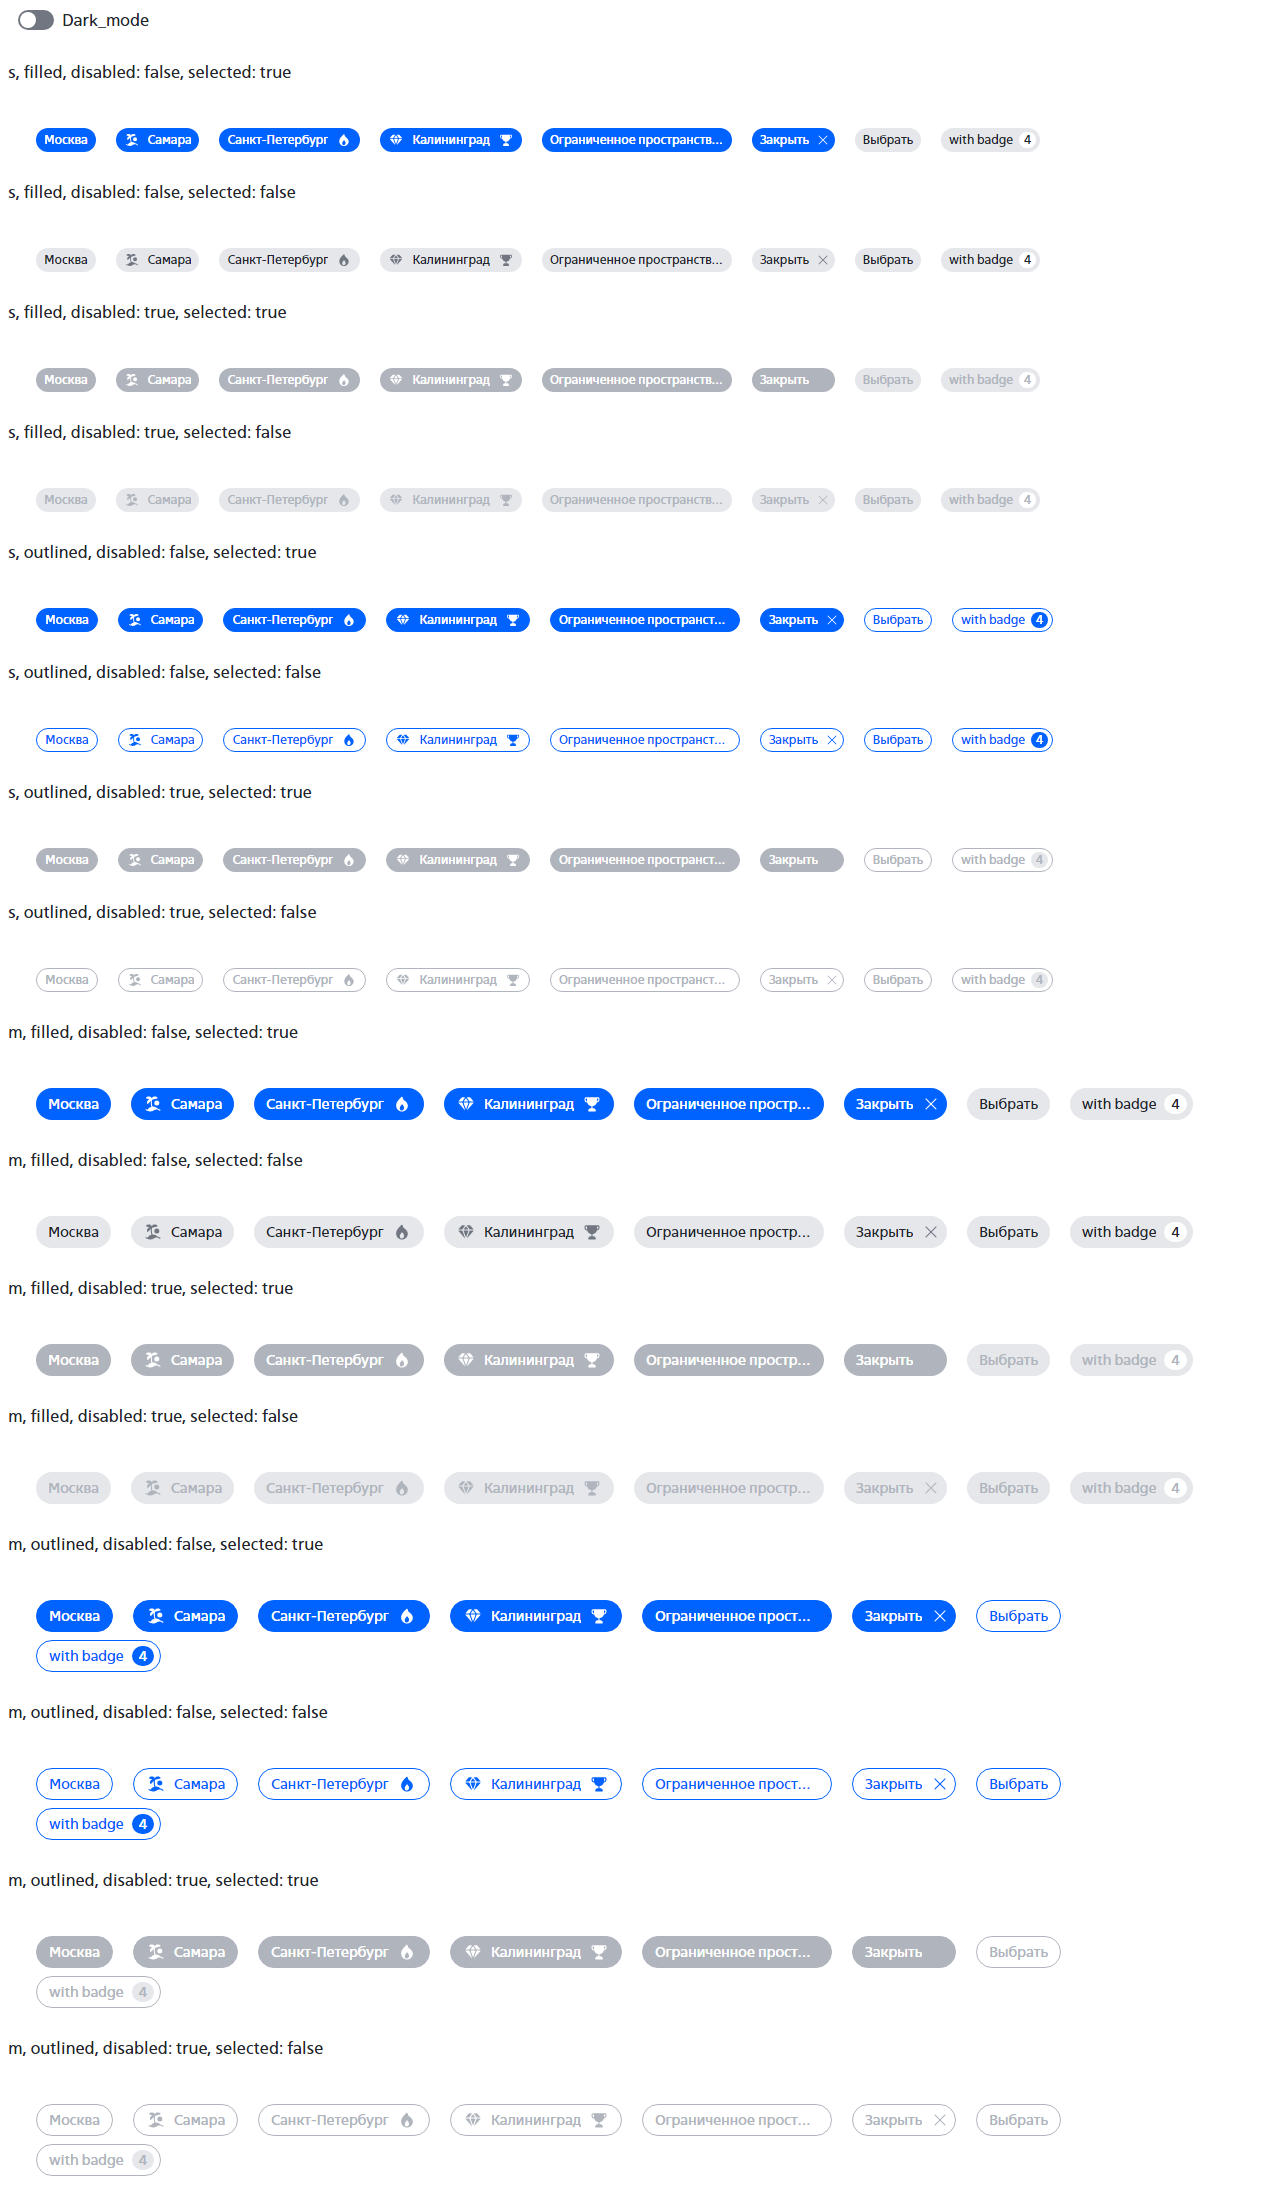 Dark_mode
s, filled, disabled: false, selected: true
Москва Самара Санкт-Петербург Калининград Ограниченное пространств... Закрыть Выбрать with badge 4
s, filled, disabled: false, selected: false
Москва Самара Санкт-Петербург Калининград Ограниченное пространств... Закрыть Выбрать with badge 4
s, filled, disabled: true, selected: true
Москва Самара Санкт-Петербург Калининград Ограниченное пространств... Закрыть Выбрать with badge 4
s, filled, disabled: true, selected: false
Москва Самара Санкт-Петербург Калининград Ограниченное пространств... Закрыть Выбрать with badge 4
s, outlined, disabled: false, selected: true
Москва Самара Санкт-Петербург Калининград Ограниченное пространст... Закрыть Выбрать with badge 4
s, outlined, disabled: false, selected: false
Москва Самара Санкт-Петербург Калининград Ограниченное пространст... Закрыть Выбрать with badge 4
s, outlined, disabled: true, selected: true
Москва Самара Санкт-Петербург Калининград Ограниченное пространст... Закрыть Выбрать with badge 4
s, outlined, disabled: true, selected: false
Москва Самара Санкт-Петербург Калининград Ограниченное пространст... Закрыть Выбрать with badge 4
m, filled, disabled: false, selected: true
Москва Самара Санкт-Петербург Калининград Ограниченное простр... Закрыть Выбрать with badge 4
m, filled, disabled: false, selected: false
Москва Самара Санкт-Петербург Калининград Ограниченное простр... Закрыть Выбрать with badge 4
m, filled, disabled: true, selected: true
Москва Самара Санкт-Петербург Калининград Ограниченное простр... Закрыть Выбрать with badge 4
m, filled, disabled: true, selected: false
Москва Самара Санкт-Петербург Калининград Ограниченное простр... Закрыть Выбрать with badge 4
m, outlined, disabled: false, selected: true
Москва Самара Санкт-Петербург Калининград Ограниченное прост... Закрыть Выбрать
with badge 4
m, outlined, disabled: false, selected: false
Москва Самара Санкт-Петербург Калининград Ограниченное прост... Закрыть Выбрать
with badge 4
m, outlined, disabled: true, selected: true
Москва Самара Санкт-Петербург Калининград Ограниченное прост... Закрыть Выбрать
with badge 4
m, outlined, disabled: true, selected: false
Москва Самара Санкт-Петербург Калининград Ограниченное прост... Закрыть Выбрать
with badge 4